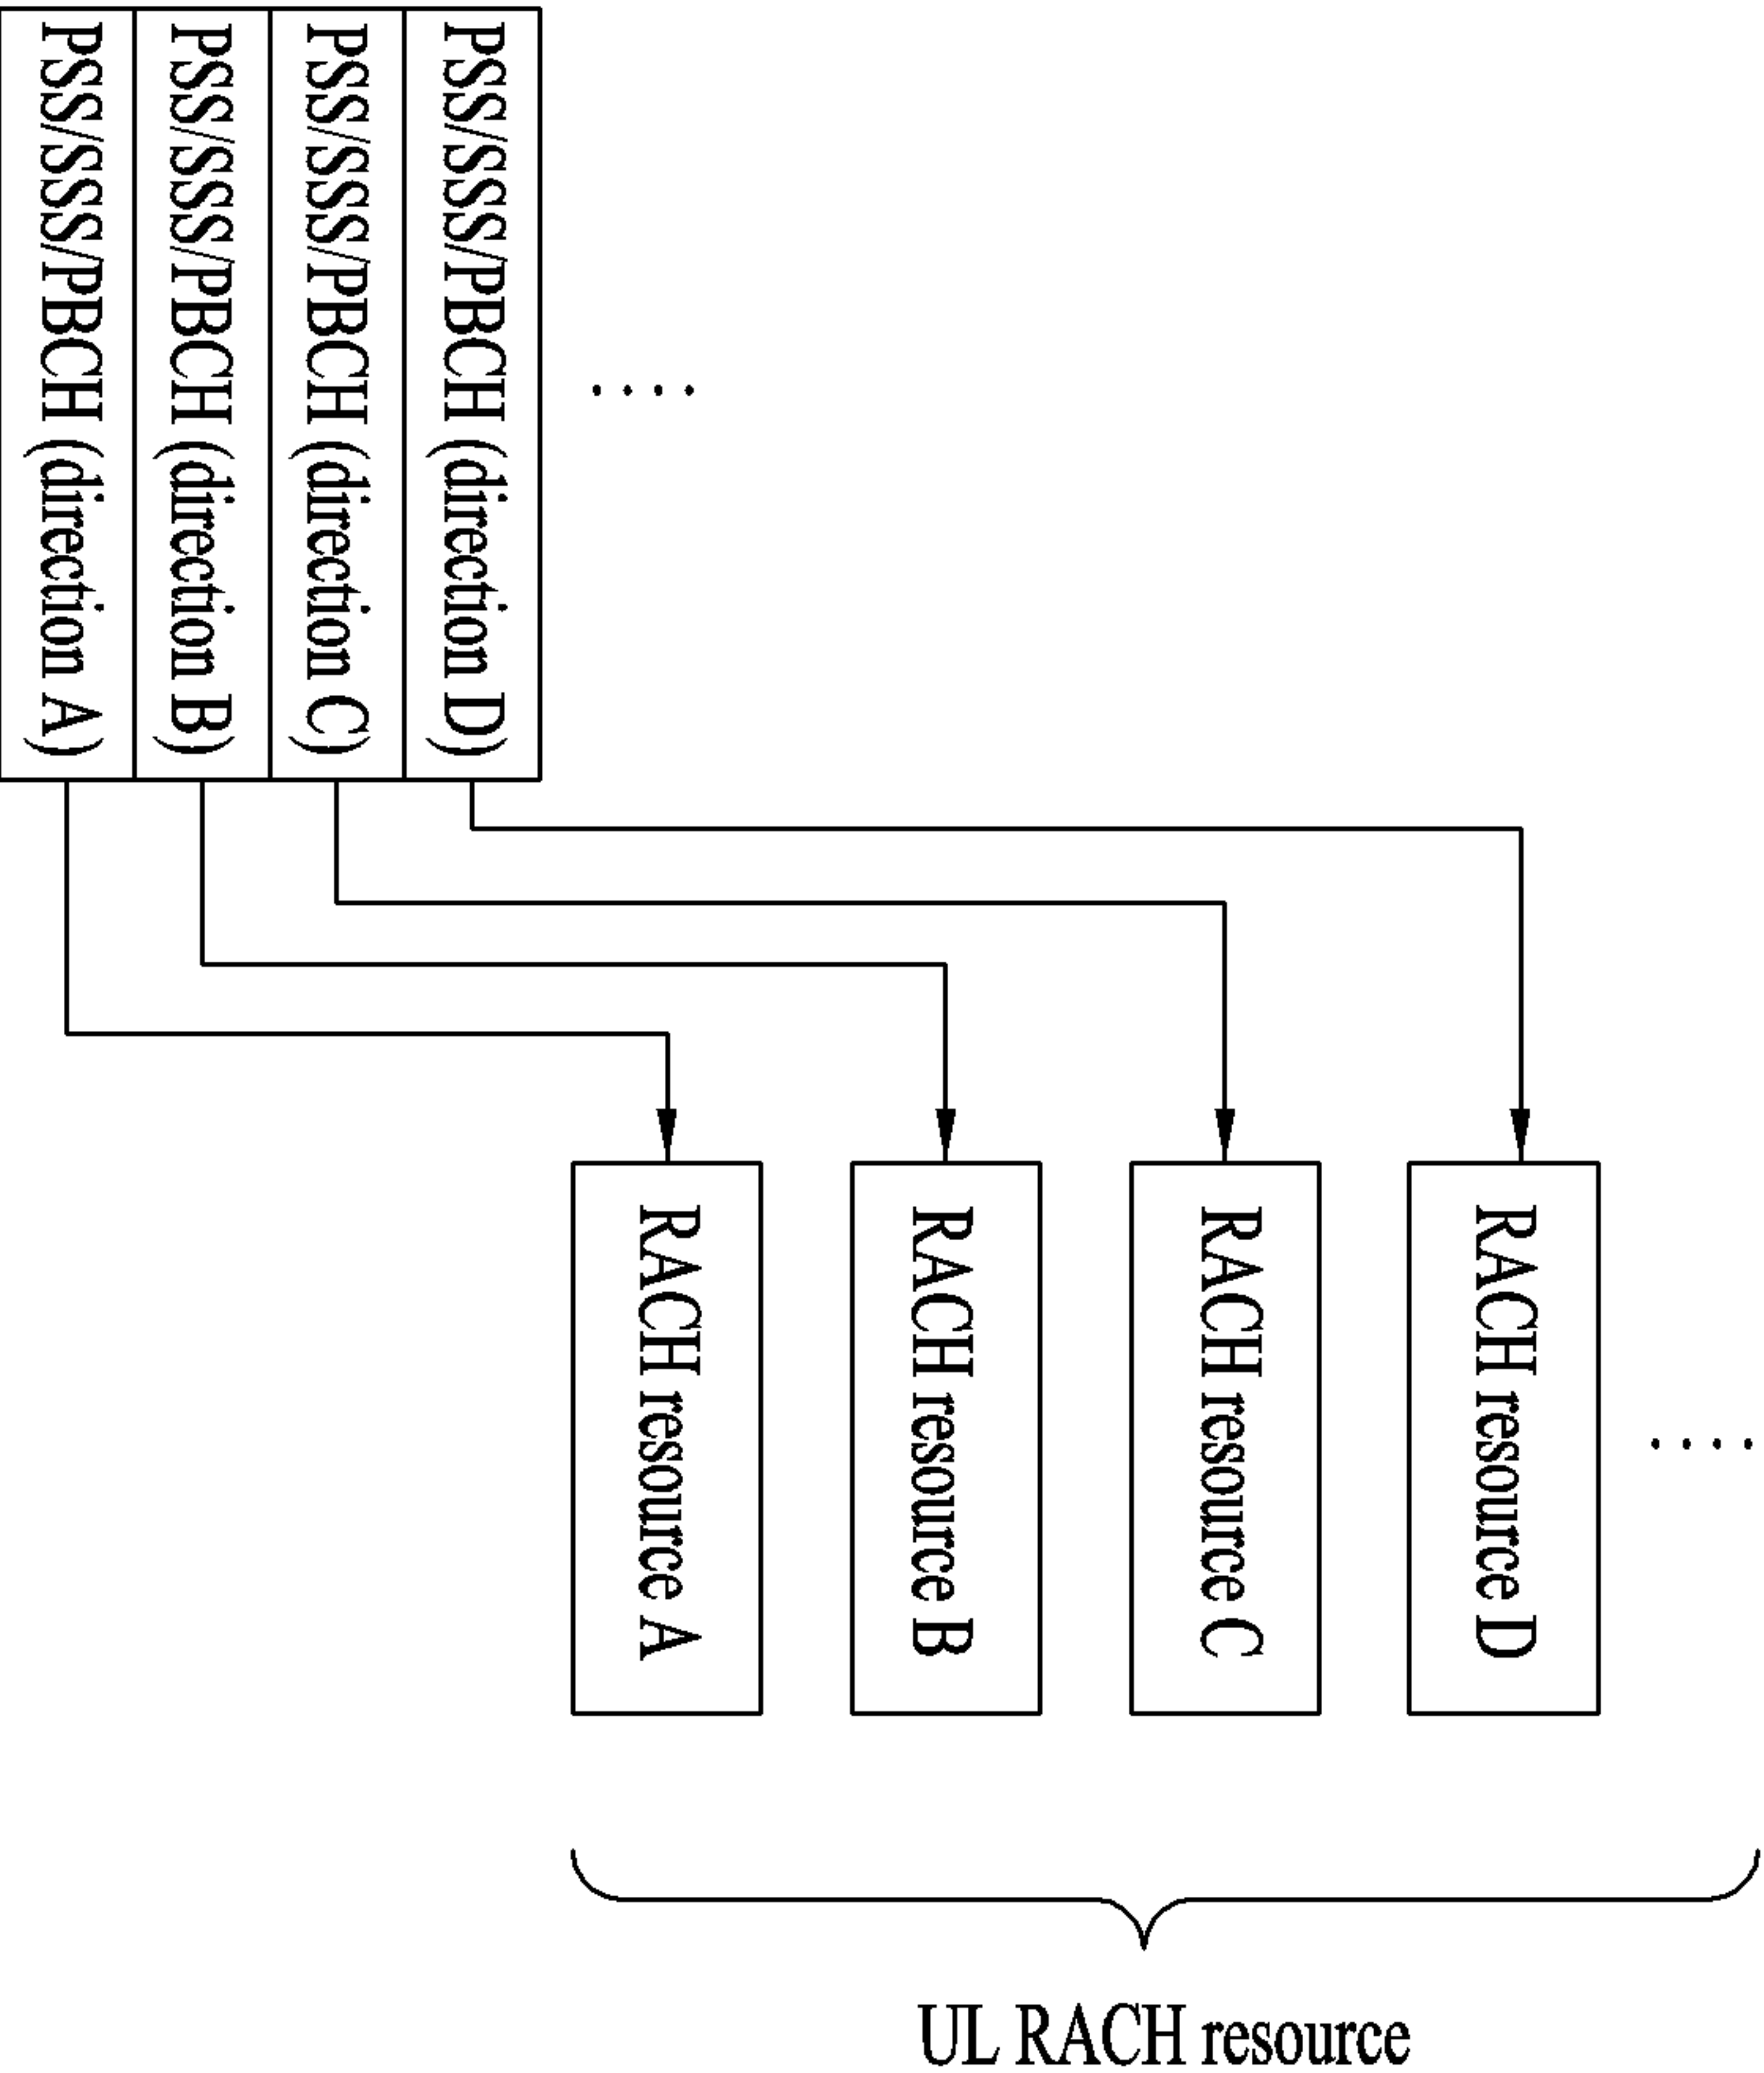 PSS/SSS/PBCH (direction A)
PSS/SSS/PBCH (direction B)
PSS/SSS/PBCH (direction C)
PSS/SSS/PBCH (direction D)
....
RACH resource A
RACH resource B
RACH resource C
RACH resource D
....
UL RACH resource